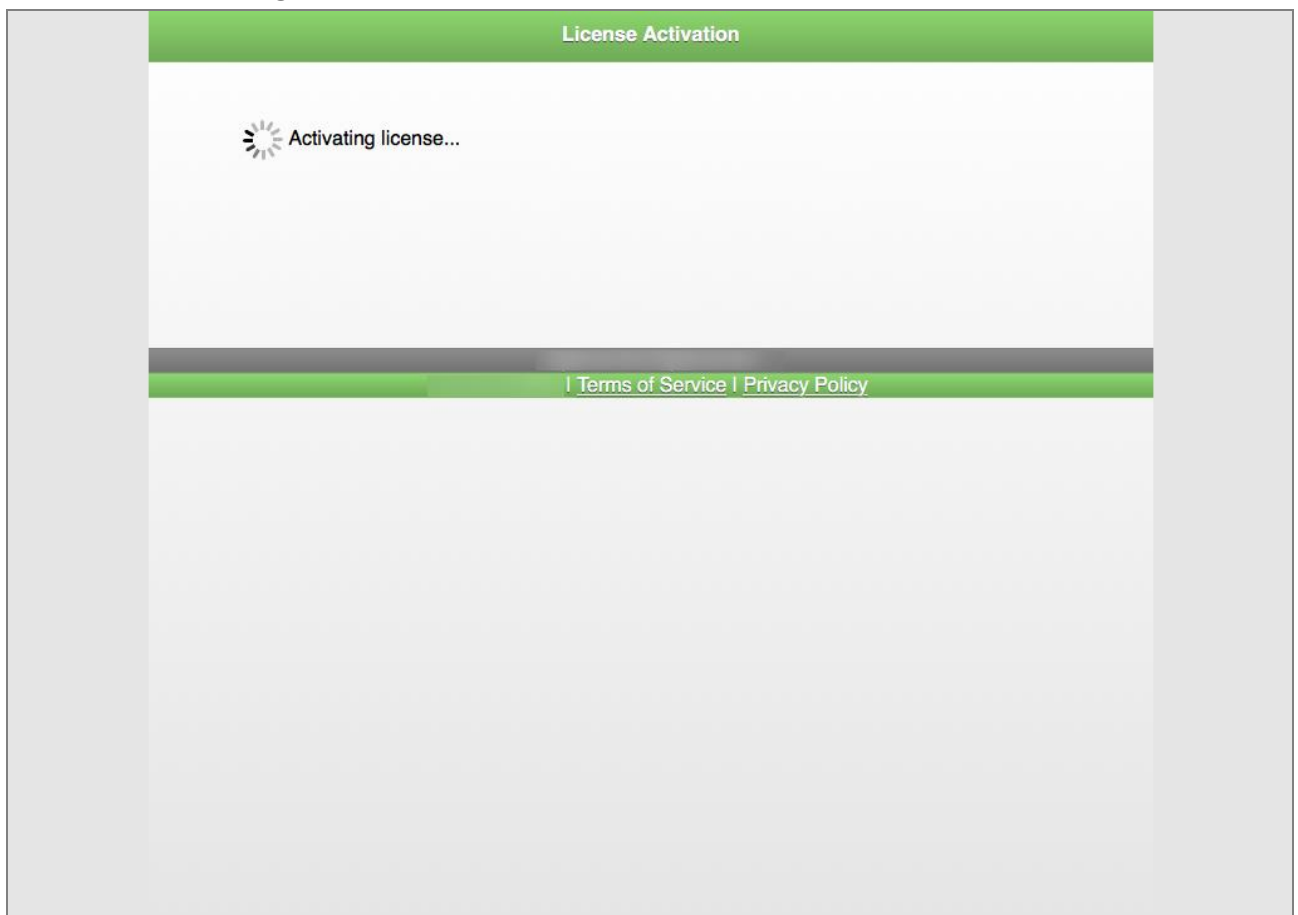 License Activation
Activating license...
| Terms of Service | Privacy Policy